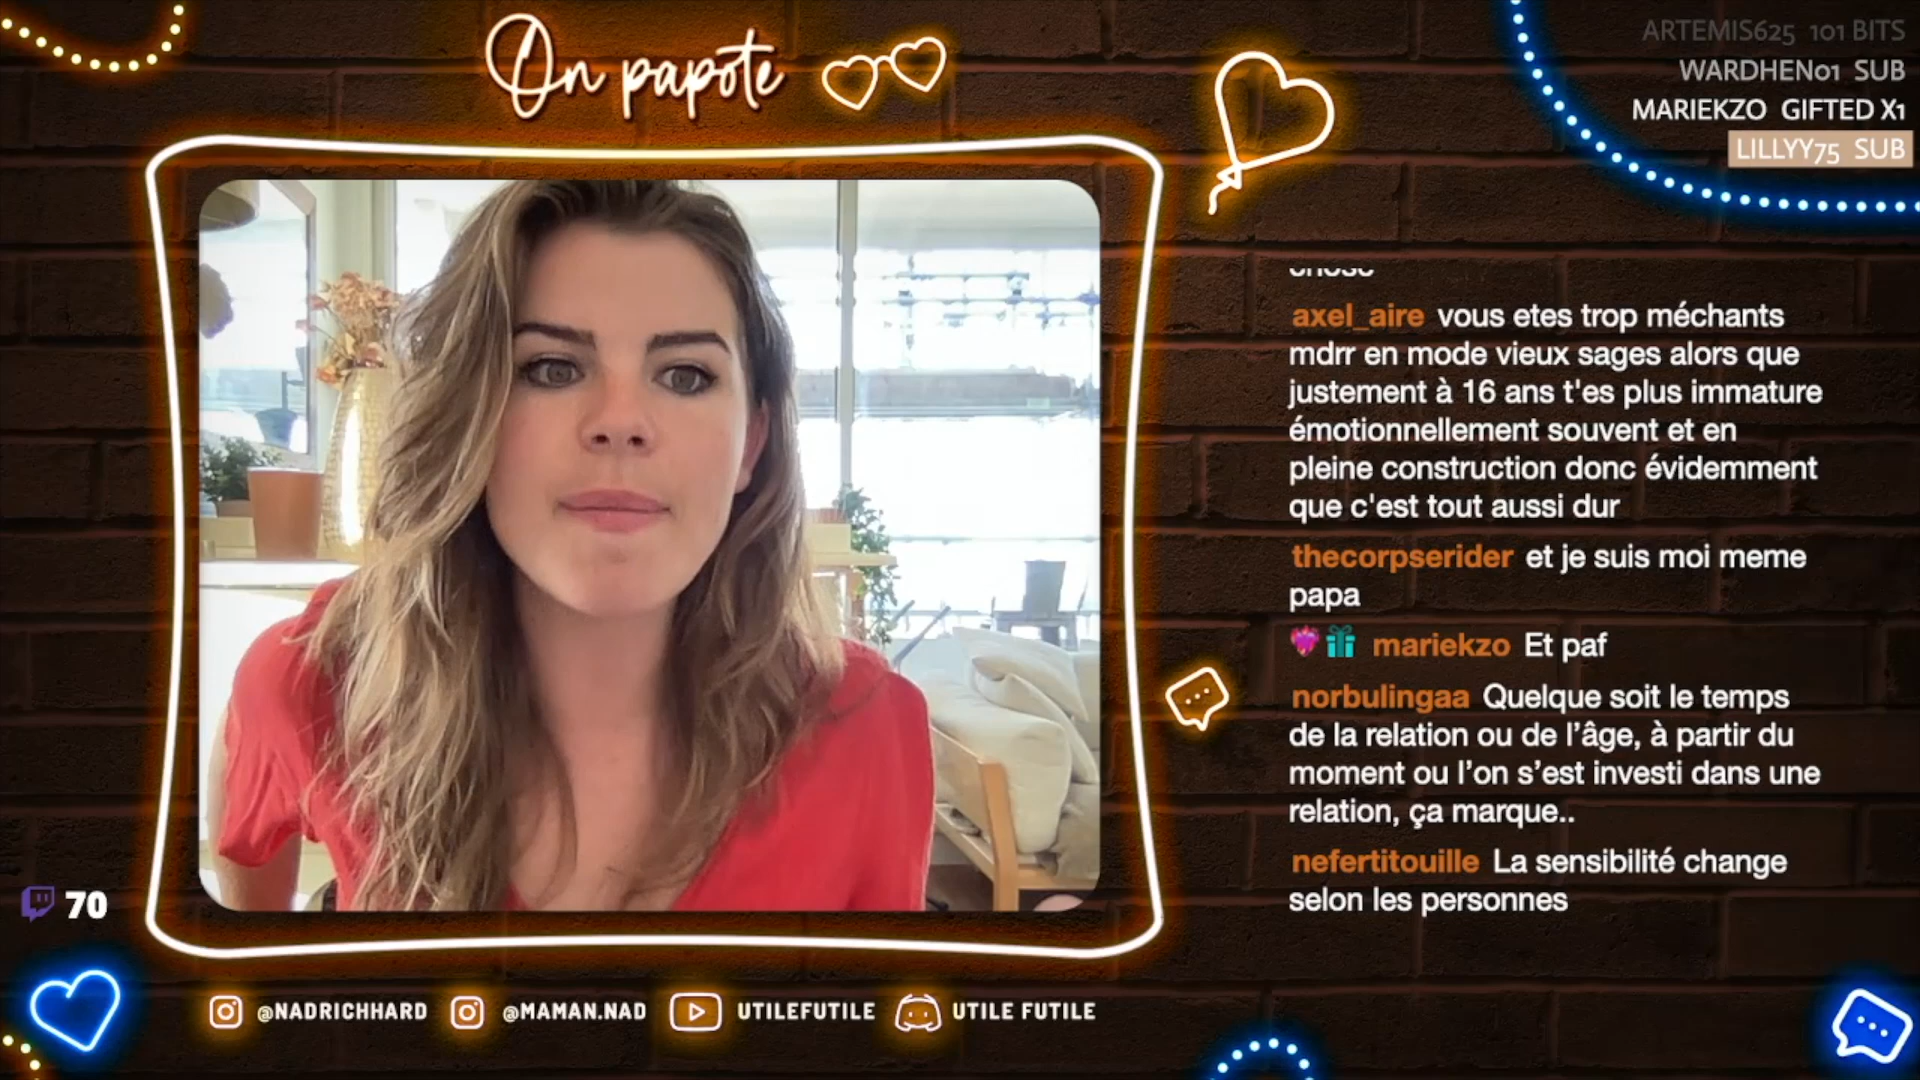 On papote
ARTEMIS625 101 BITS
WARDHEN01 SUB
MARIEKZO GIFTED X1
LILLYY75 SUB
axel_aire vous etes trop méchants
mdrr en mode vieux sages alors que
justement à 16 ans t'es plus immature
émotionnellement souvent et en
pleine construction donc évidemment
que c'est tout aussi dur
thecorpserider et je suis moi meme
papa
mariekzo Et paf
norbulingaa Quelque soit le temps
de la relation ou de l’âge, à partir du
moment ou l’on s’est investi dans une
relation, ça marque..
nefertitouille La sensibilité change
selon les personnes
70
@NADRICHHARD @MAMAN.NAD UTILEFUTILE UTILE FUTILE